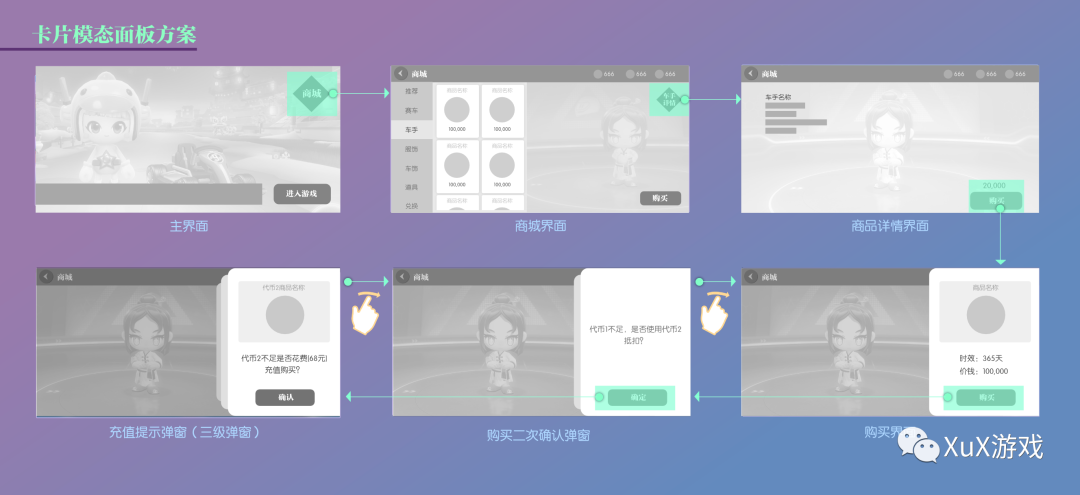 卡片模态面板方案
商城
进入游戏
主界面
商城
666
666
666
推荐
赛车
车手
服饰
车饰
道具
兑换
商品名称
100,000
商品名称
100,000
商品名称
100,000
商品名称
100,000
商品名称
商品名称
车手
详情
购买
商城界面
商城
666
666
666
车手名称
20,000
购买
商品详情界面
商城
代币2商品名称
代币2不足是否花费(68元)
充值购买?
确认
充值提示弹窗（三级弹窗）
商城
代币1不足，是否使用代币2
抵扣?
确定
购买二次确认弹窗
商城
商品名称
时效：365天
价钱：100,000
购买
购买界
XuX游戏